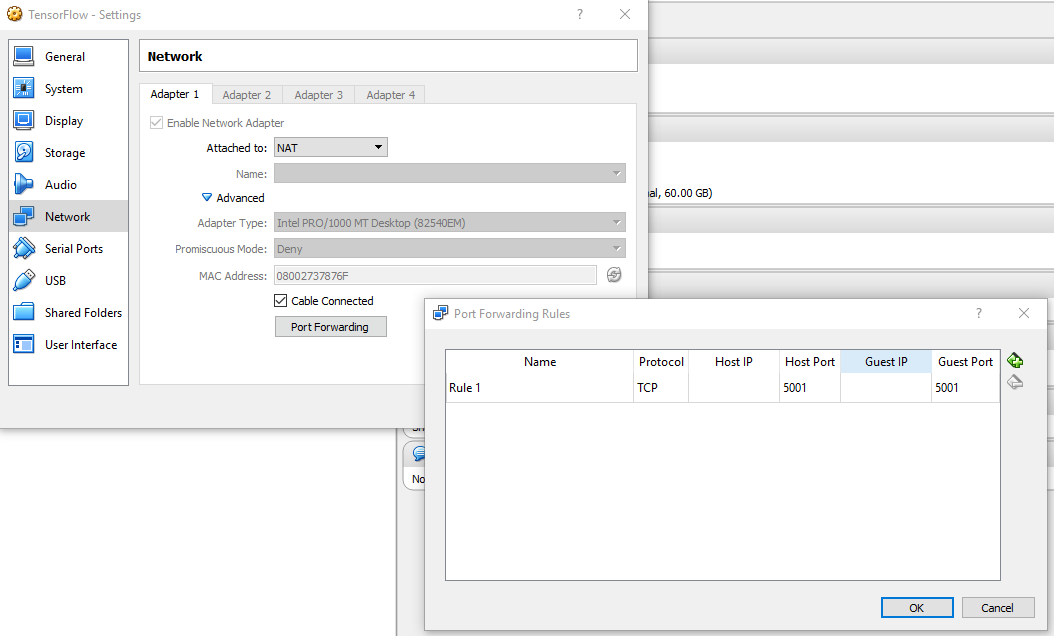 TensorFlow - Settings
General
System
Display
Storage
Audio
Network
Serial Ports
USB
Shared Folders
User Interface
Network
Adapter 1 Adapter 2 Adapter 3 Adapter 4
Enable Network Adapter
Attached to: NAT
Name:
Advanced
Adapter Type: Intel PRO/1000 MT Desktop (82540EM)
Promiscuous Mode: Deny
MAC Address: 08002737876F
Cable Connected
Port Forwarding
60.00 GB)
No
Port Forwarding Rules
Name Protocol Host IP Host Port Guest IP Guest Port
Rule 1 TCP 5001 5001
OK Cancel